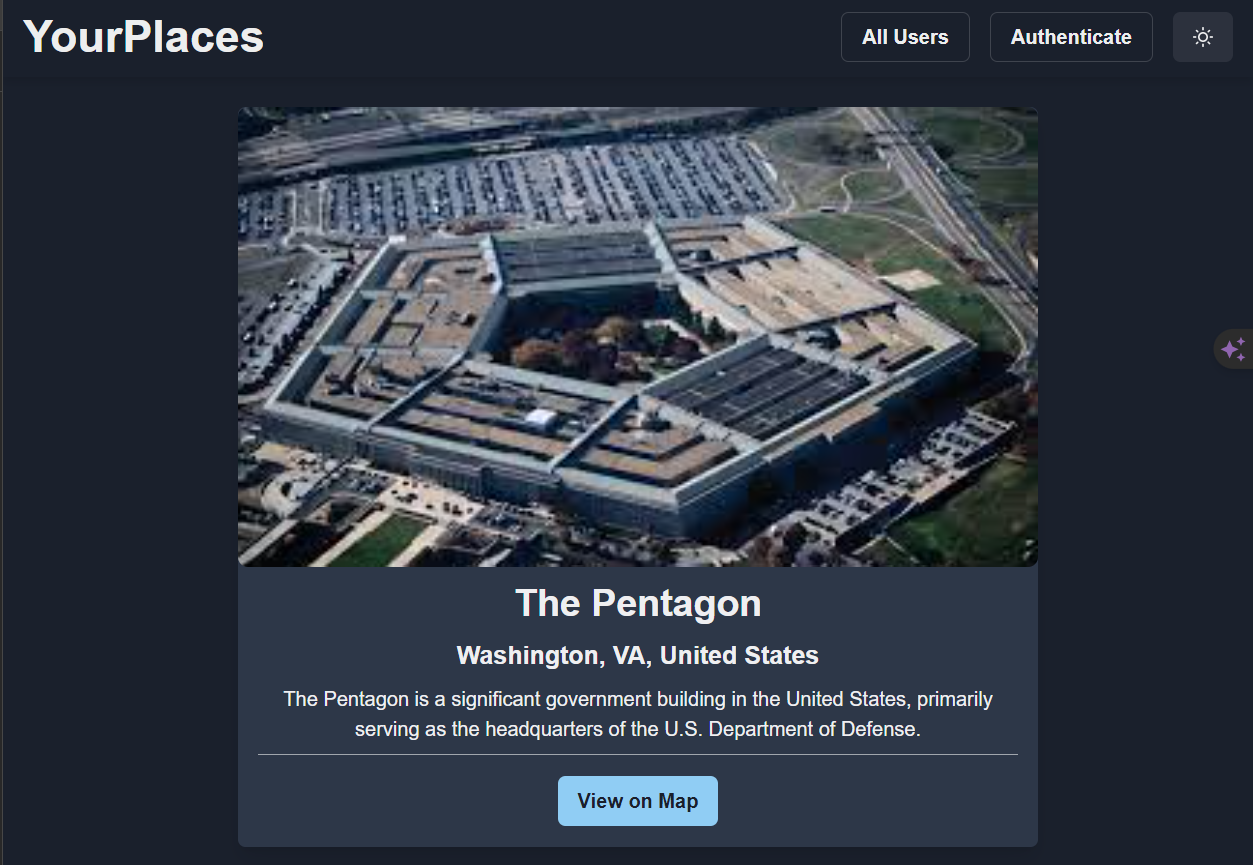 YourPlaces
All Users
Authenticate
The Pentagon
Washington, VA, United States
The Pentagon is a significant government building in the United States, primarily
serving as the headquarters of the U.S. Department of Defense.
View on Map